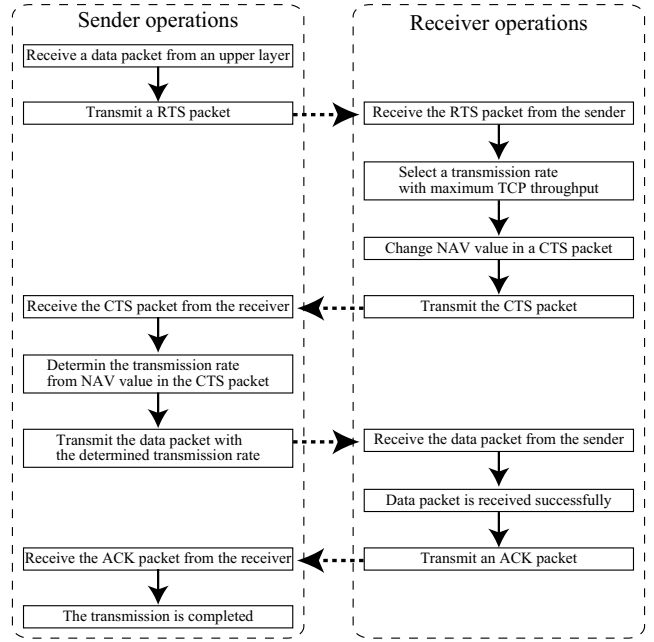 Sender operations
Receive a data packet from an upper layer
Transmit a RTS packet
Receive the CTS packet from the receiver
Determin the transmission rate
from NAV value in the CTS packet
Transmit the data packet with
the determined transmission rate
Receive the ACK packet from the receiver
The transmission is completed
Receiver operations
Receive the RTS packet from the sender
Select a transmission rate
with maximum TCP throughput
Change NAV value in a CTS packet
Transmit the CTS packet
Receive the data packet from the sender
Data packet is received successfully
Transmit an ACK packet